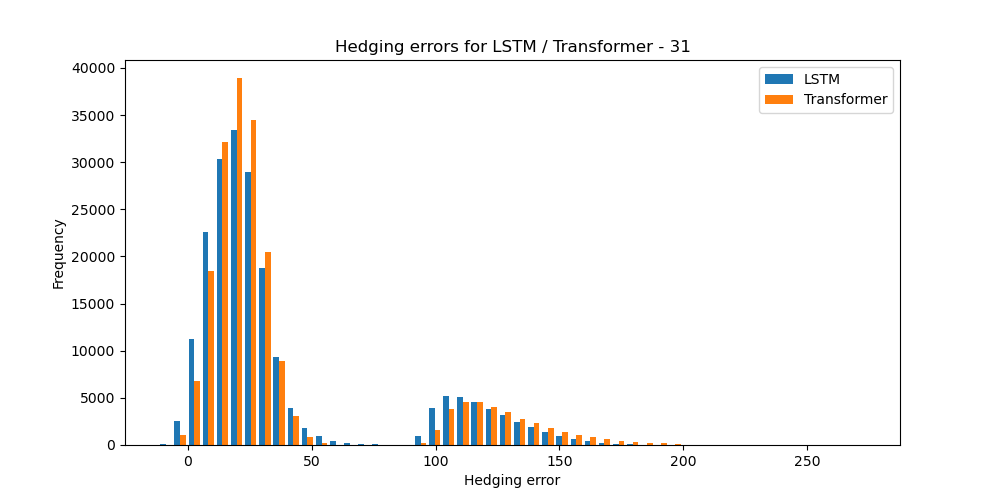 Hedging errors for LSTM / Transformer - 31
40000
35000
30000
25000
20000
15000
10000
5000
0
Frequency
LSTM
Transformer
0 50 100 150 200 250
Hedging error